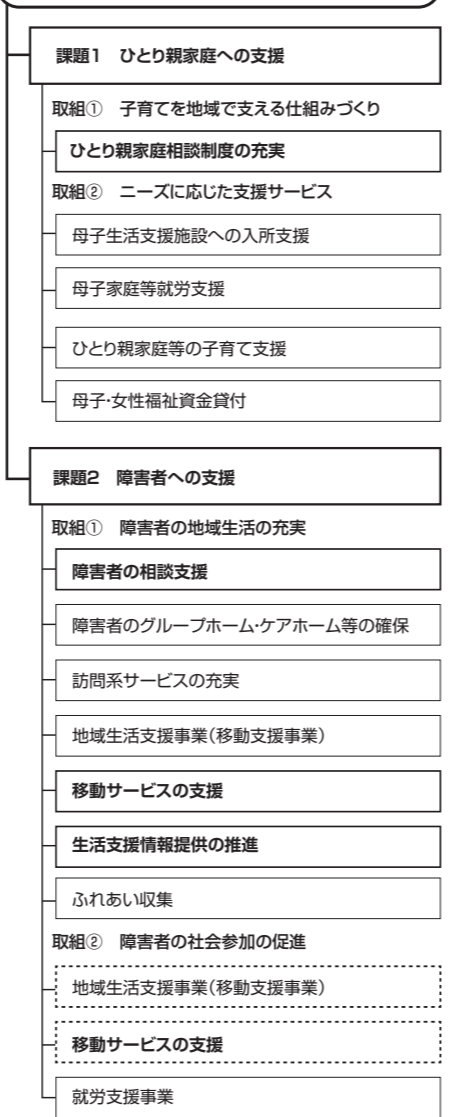 課題1 ひとり親家庭への支援
取組① 子育てを地域で支える仕組みづくり
ひとり親家庭相談制度の充実
取組② ニーズに応じた支援サービス
母子生活支援施設への入所支援
母子家庭等就労支援
ひとり親家庭等の子育て支援
母子・女性福祉資金貸付
課題2 障害者への支援
取組① 障害者の地域生活の充実
障害者の相談支援
障害者のグループホーム・ケアホーム等の確保
訪問系サービスの充実
地域生活支援事業(移動支援事業)
移動サービスの支援
生活支援情報提供の推進
ふれあい収集
取組② 障害者の社会参加の促進
地域生活支援事業(移動支援事業)
移動サービスの支援
就労支援事業